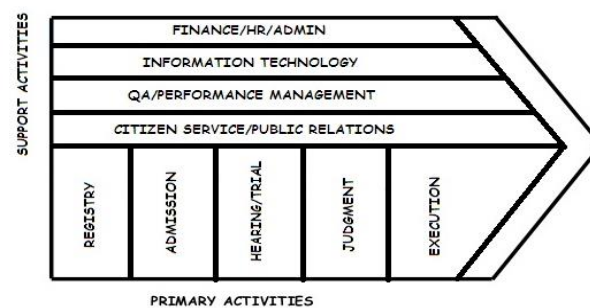 SUPPORT ACTIVITIES
FINANCE/HR/ADMIN
INFORMATION TECHNOLOGY
QA/PERFORMANCE MANAGEMENT
CITIZEN SERVICE/PUBLIC RELATIONS
REGISTRY
ADMISSION
HEARING/TRIAL
JUDGMENT
EXECUTION
PRIMARY ACTIVITIES